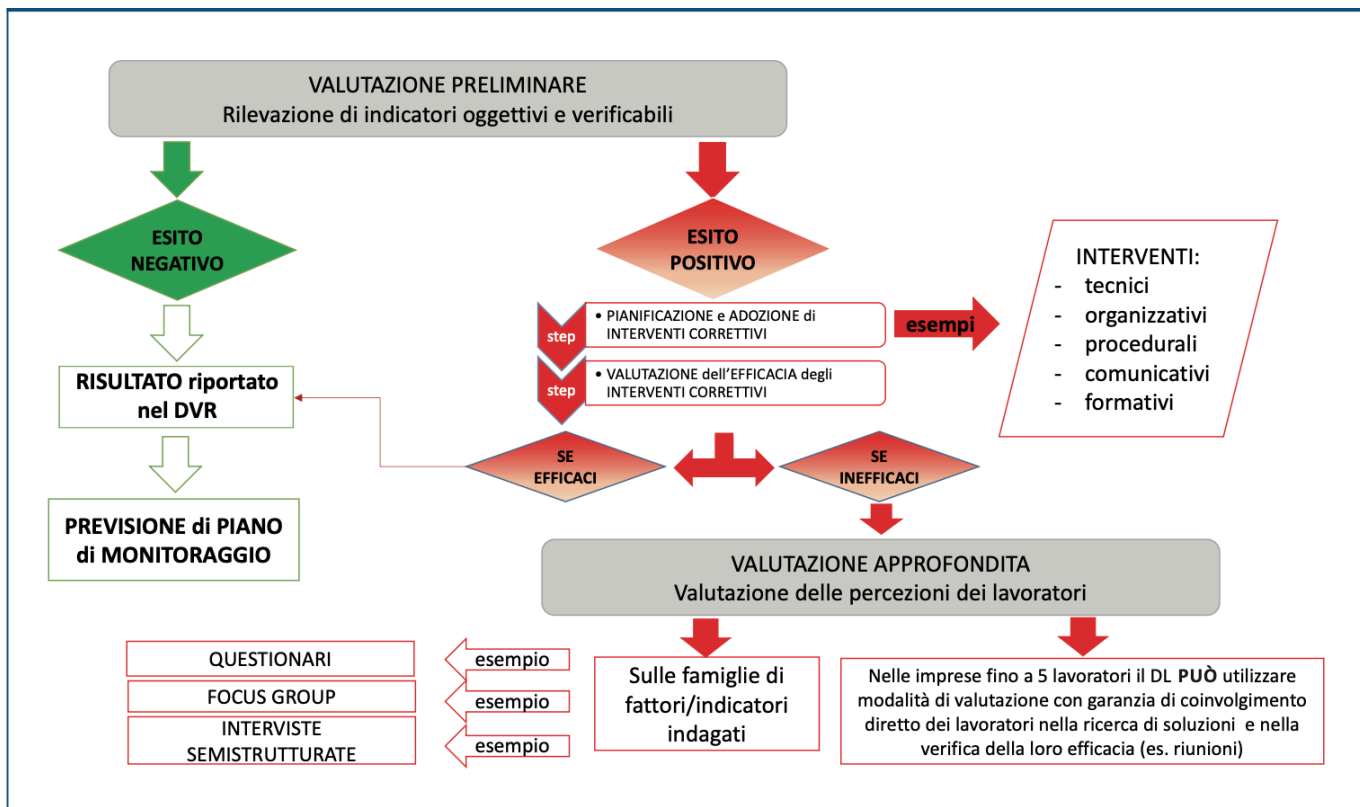 VALUTAZIONE PRELIMINARE
Rilevazione di indicatori oggettivi e verificabili
ESITO
NEGATIVO
ESITO
POSITIVO
RISULTATO riportato
nel DVR
PREVISIONE di PIANO
di MONITORAGGIO
step
• PIANIFICAZIONE e ADOZIONE di
INTERVENTI CORRETTIVI
esempi
INTERVENTI:
- tecnici
- organizzativi
- procedurali
- comunicativi
- formativi
step
• VALUTAZIONE dell'EFFICACIA degli
INTERVENTI CORRETTIVI
SE
EFFICACI
SE
INEFFICACI
VALUTAZIONE APPROFONDITA
Valutazione delle percezioni dei lavoratori
QUESTIONARI
esempio
FOCUS GROUP
esempio
INTERVISTE
SEMISTRUTTURATE
esempio
Sulle famiglie di
fattori/indicatori
indagati
Nelle imprese fino a 5 lavoratori il DL PUÒ utilizzare
modalità di valutazione con garanzia di coinvolgimento
diretto dei lavoratori nella ricerca di soluzioni e nella
verifica della loro efficacia (es. riunioni)